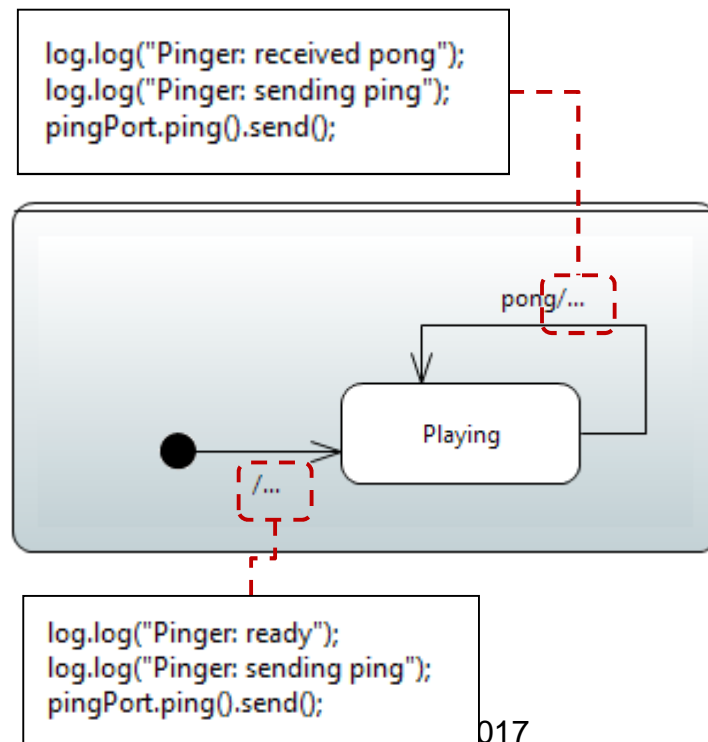 log.log("Pinger: received pong");
log.log("Pinger: sending ping");
pingPort.ping().send();
pong/...
Playing
/...
log.log("Pinger: ready");
log.log("Pinger: sending ping");
pingPort.ping().send();
017